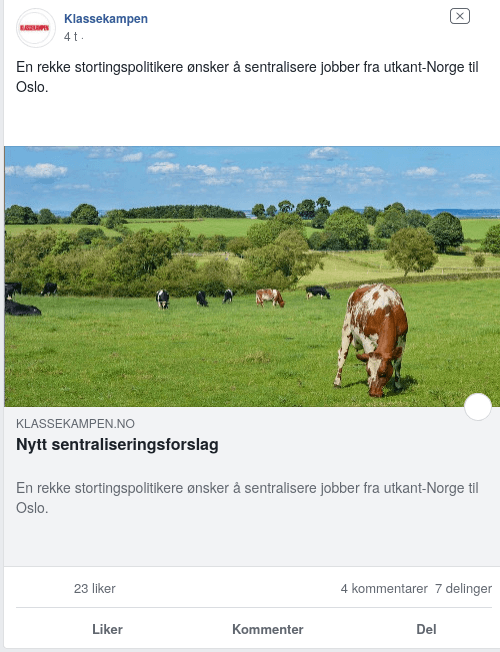 KLASSEKAMPEN
Klassekampen
4 t ·
En rekke stortingspolitikere ønsker å sentralisere jobber fra utkant-Norge til
Oslo.
KLASSEKAMPEN.NO
Nytt sentraliseringsforslag
En rekke stortingspolitikere ønsker å sentralisere jobber fra utkant-Norge til
Oslo.
23 liker 4 kommentarer 7 delinger
Liker Kommenter Del